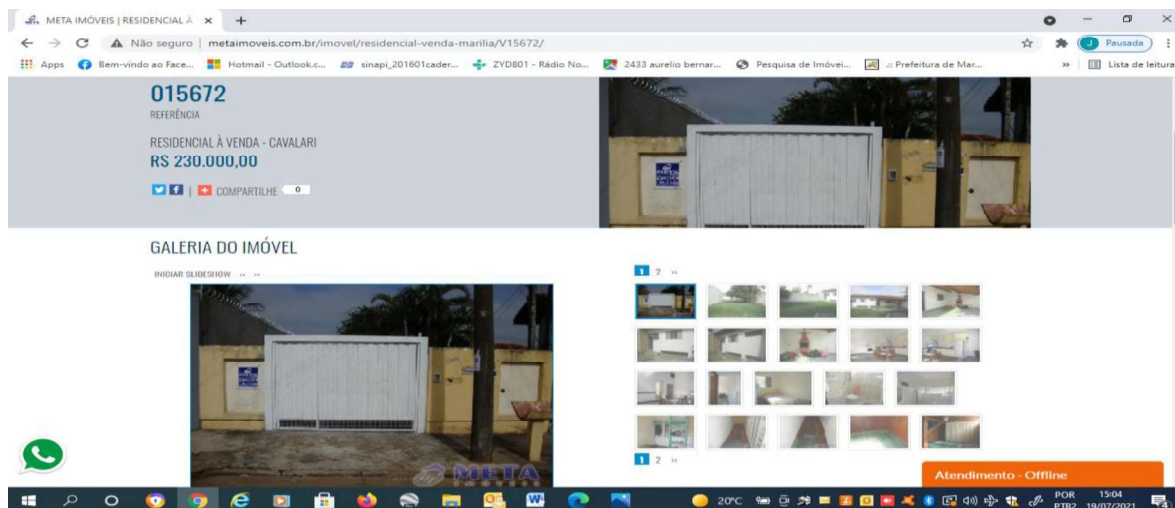 META IMÓVEIS | RESIDENCIAL À
Não seguro | metaimoveis.com.br/imovel/residencial-venda-marilia/V15672/
Pausada
Apps Bem-vindo ao Face... Hotmail - Outlook.c... sinapi_201601cader... ZYD801 - Rádio No... 2433 aurelio bernar... Pesquisa de Imóvei... .:: Prefeitura de Mar... » Lista de leitura
015672
REFERÊNCIA
RESIDENCIAL À VENDA - CAVALARI
R$ 230.000,00
| COMPARTILHE 0
GALERIA DO IMÓVEL
INICIAR SLIDESHOW
1 2 »
META
1 2 »
Atendimento - Offline
20°C
POR 15:04
PTB2 19/07/2021